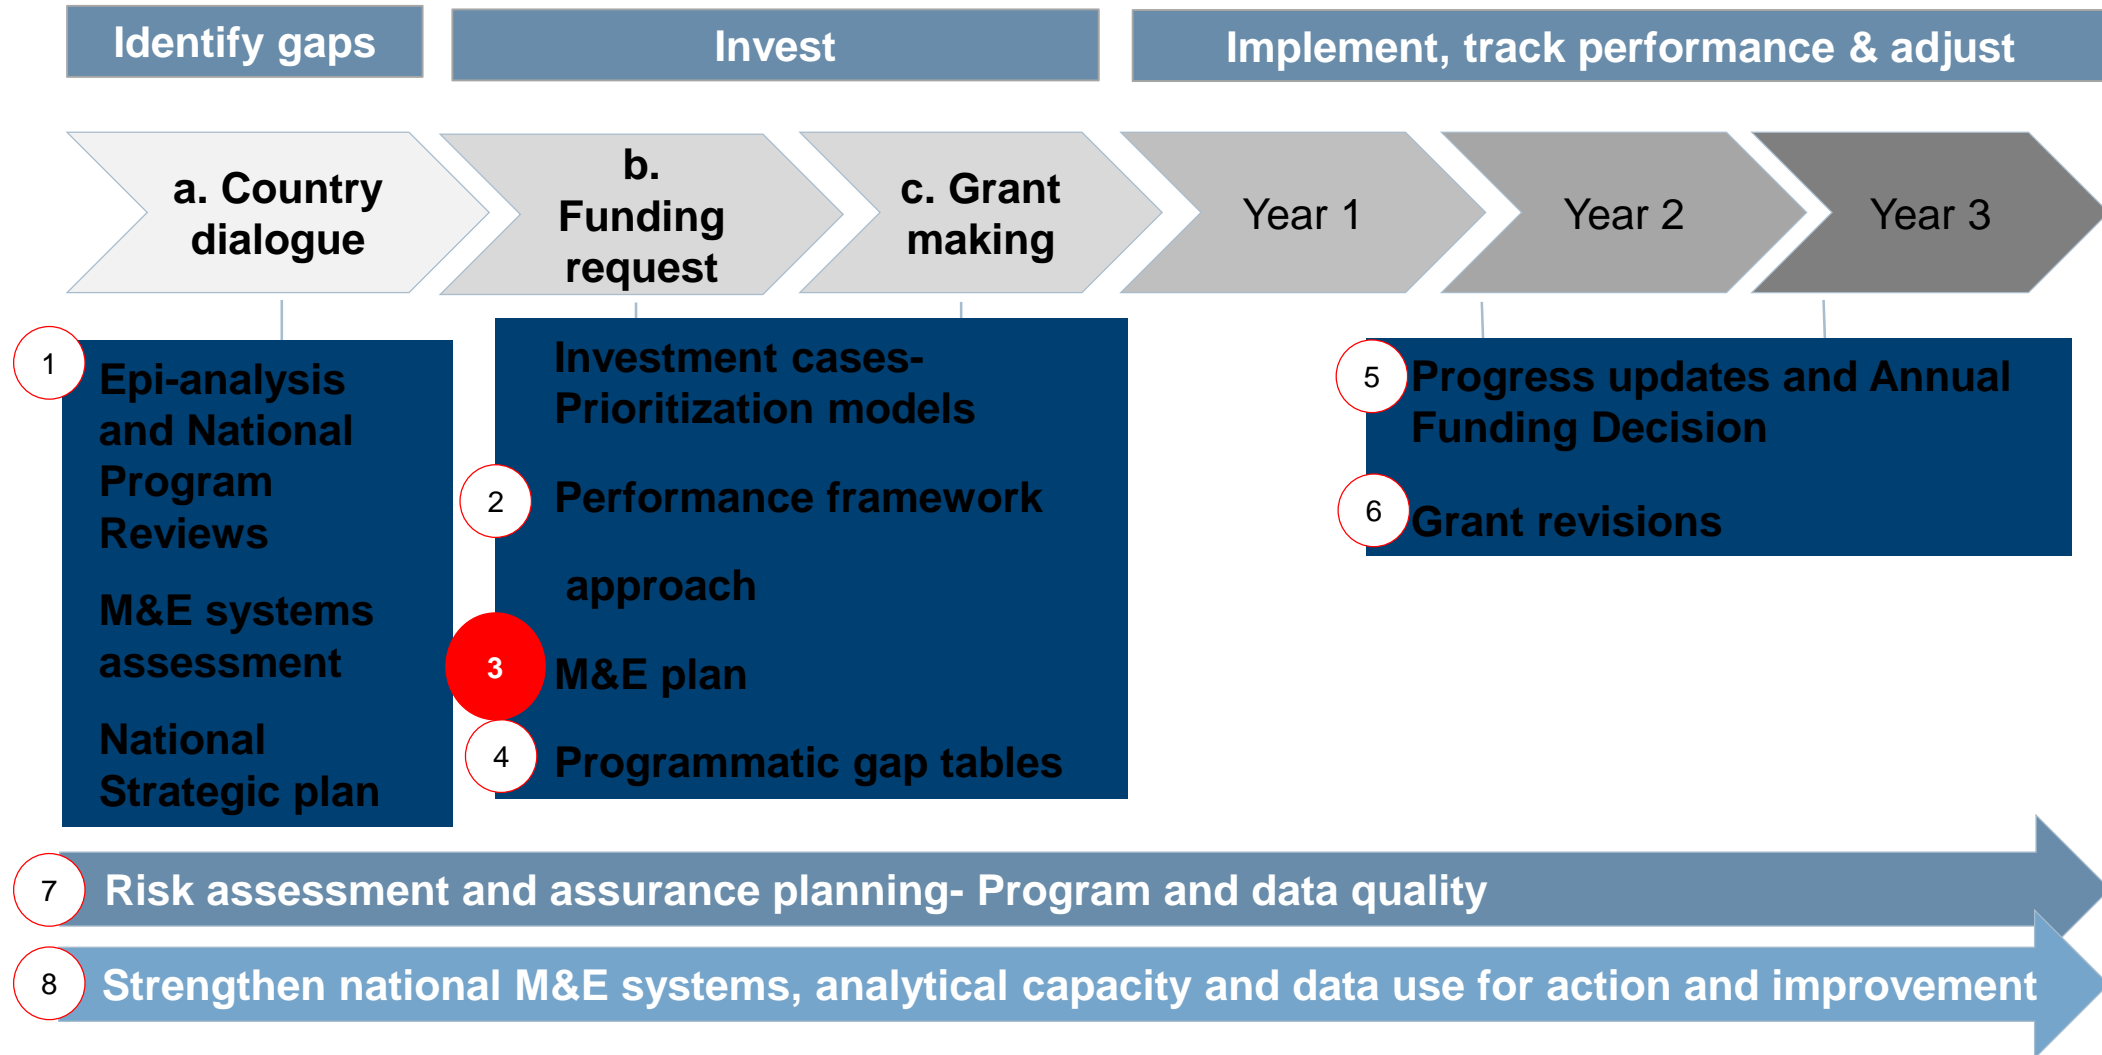 Identify gaps
Invest
Implement, track performance & adjust
a. Country
dialogue
b.
Funding
request
c. Grant
making
Year 1
Year 2
Year 3
1
Epi-analysis
and National
Program
Reviews
M&E systems
assessment
National
Strategic plan
Investment cases-
Prioritization models
2
Performance framework
approach
3
M&E plan
4
Programmatic gap tables
5
Progress updates and Annual
Funding Decision
6
Grant revisions
7
Risk assessment and assurance planning- Program and data quality
8
Strengthen national M&E systems, analytical capacity and data use for action and improvement